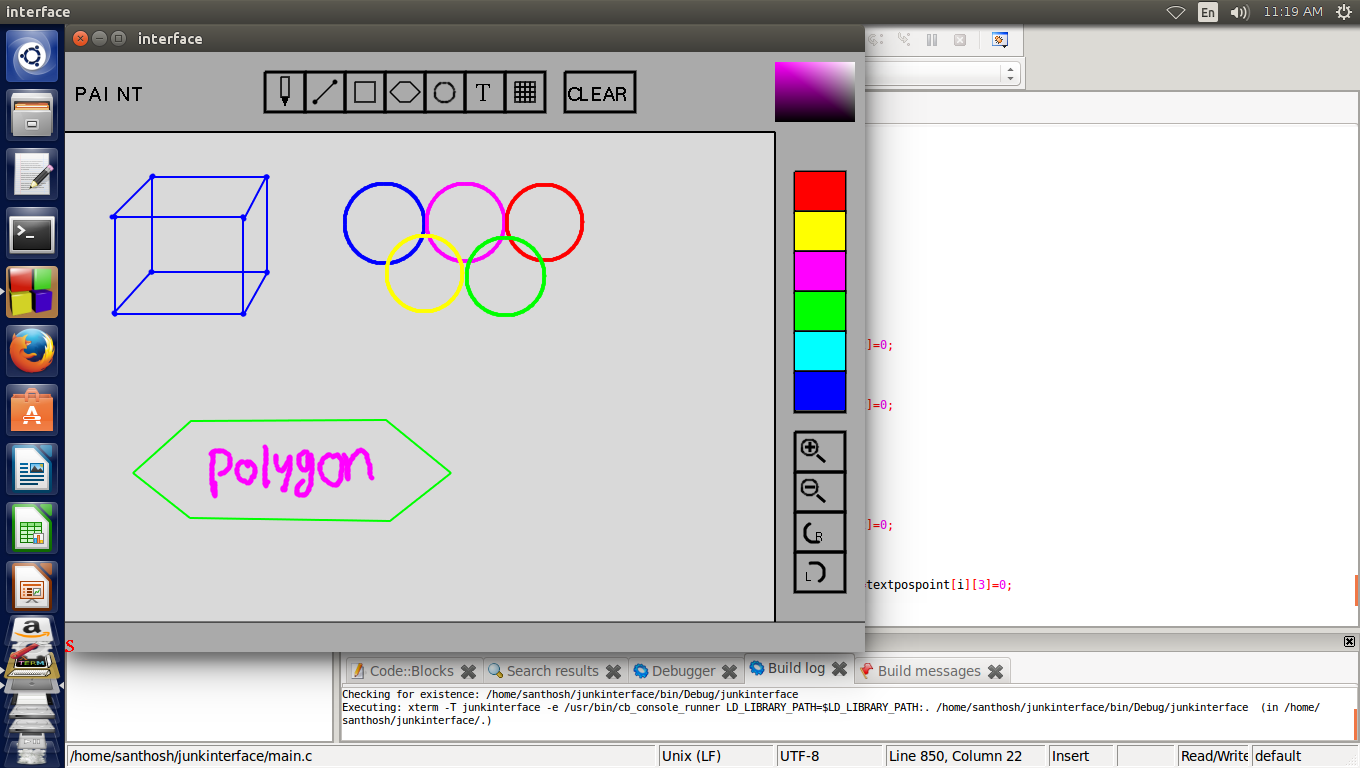 interface
En
11:19 AM
interface
PAINT
T
CLEAR
R
L
polygon
]=0;
]=0;
]=0;
textpospoint[i][3]=0;
S
TERM
Code::Blocks
Search results
Debugger
Build log
Build messages
Checking for existence: /home/santhosh/junkinterface/bin/Debug/junkinterface
Executing: xterm -T junkinterface -e /usr/bin/cb_console_runner LD_LIBRARY_PATH=$LD_LIBRARY_PATH:. /home/santhosh/junkinterface/bin/Debug/junkinterface  (in /home/
santhosh/junkinterface/.)
/home/santhosh/junkinterface/main.c
Unix (LF)
UTF-8
Line 850, Column 22
Insert
Read/Write
default